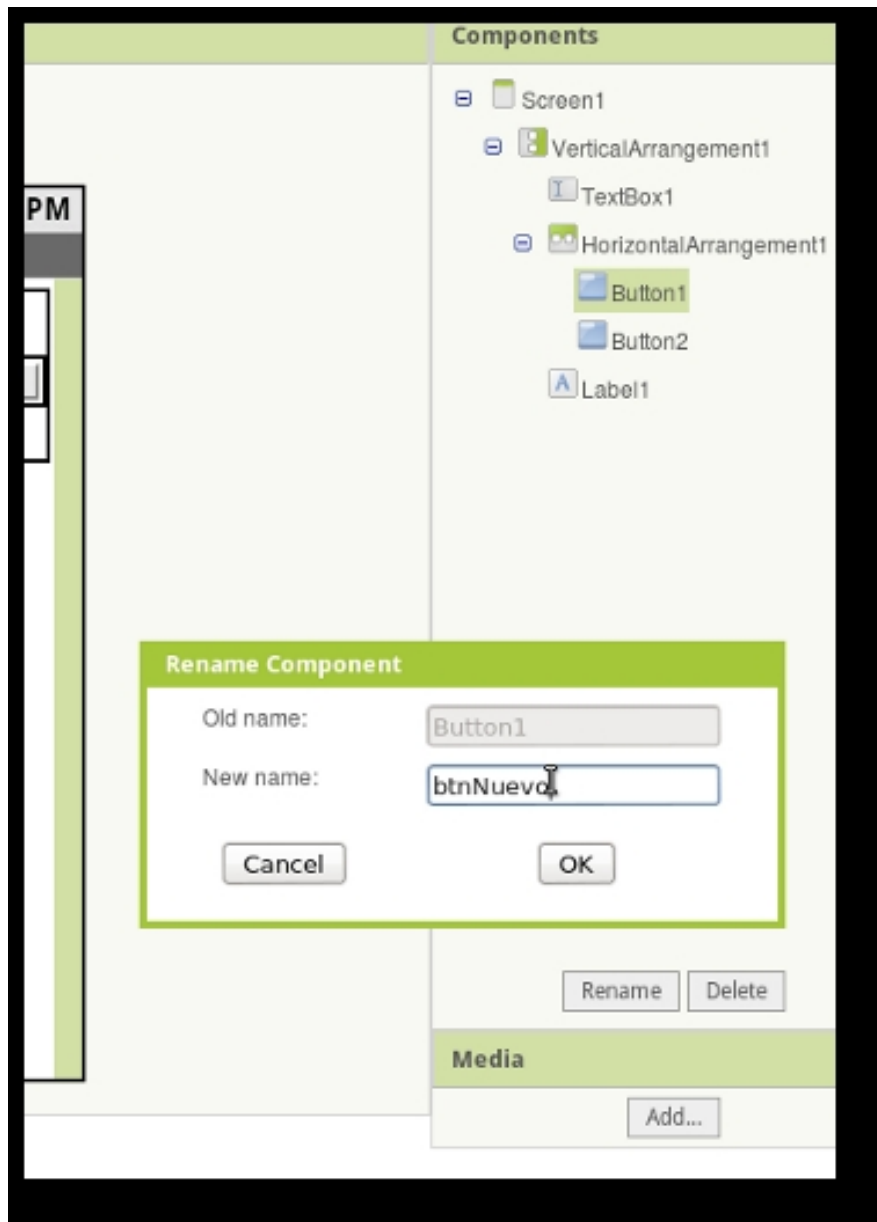 Components
Screen1
VerticalArrangement1
PM
TextBox1
HorizontalArrangement1
Button1
Button2
Label1
Rename Component
Old name:
Button1
New name:
btnNuevo
Cancel
OK
Rename
Delete
Media
Add...